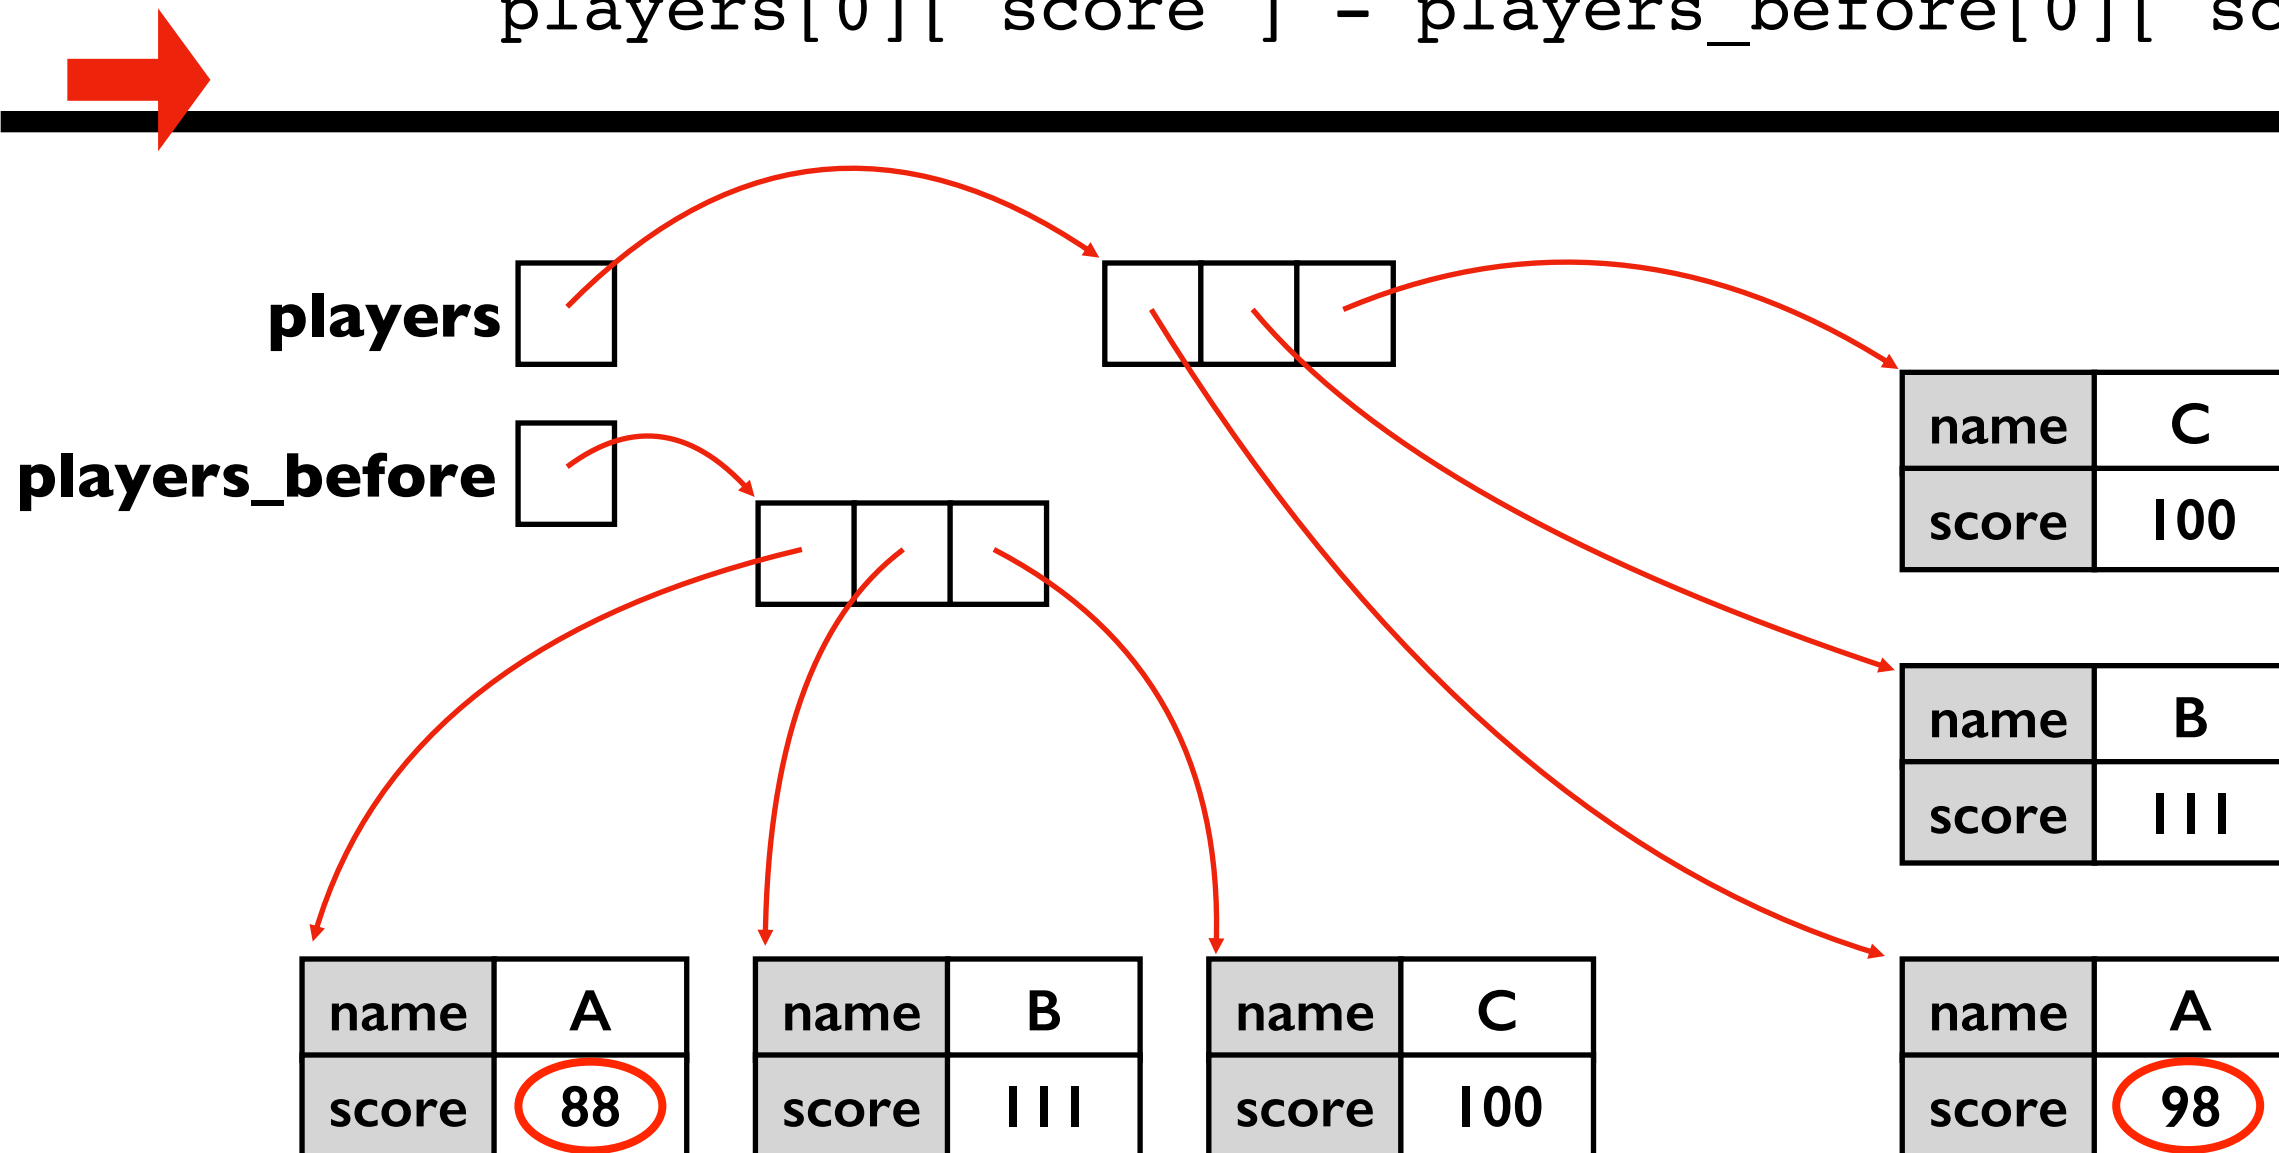 players[0]["score"] - players_before[0]["sc
players
players_before
name C
score 100
name B
score 111
name A
score 88
name B
score 111
name C
score 100
name A
score 98